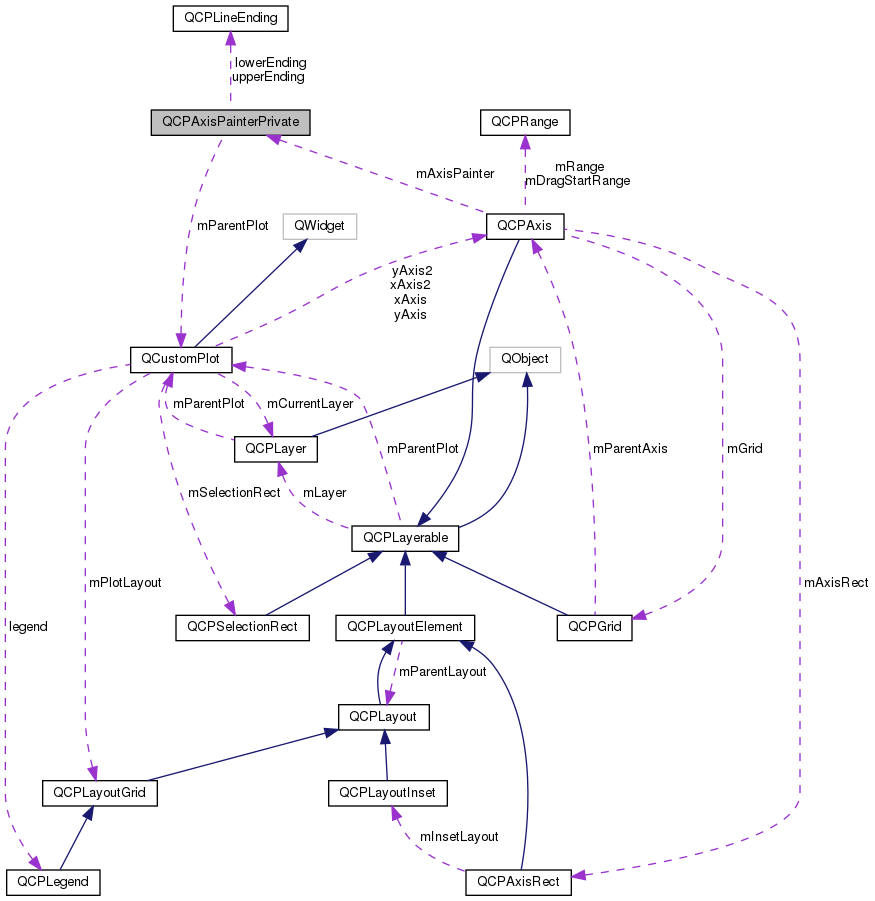 QCPLineEnding
lowerEnding
upperEnding
QCPAxisPainterPrivate
QCPRange
mAxisPainter
mRange
mDragStartRange
mParentPlot
QWidget
QCPAxis
yAxis2
xAxis2
xAxis
yAxis
QCustomPlot
QObject
mParentPlot
mCurrentLayer
QCPLayer
mParentPlot
mParentAxis
mGrid
mSelectionRect
mLayer
QCPLayerable
mPlotLayout
mAxisRect
legend
QCPSelectionRect
QCPLayoutElement
QCPGrid
mParentLayout
QCPLayout
QCPLayoutGrid
QCPLayoutInset
mInsetLayout
QCPLegend
QCPAxisRect